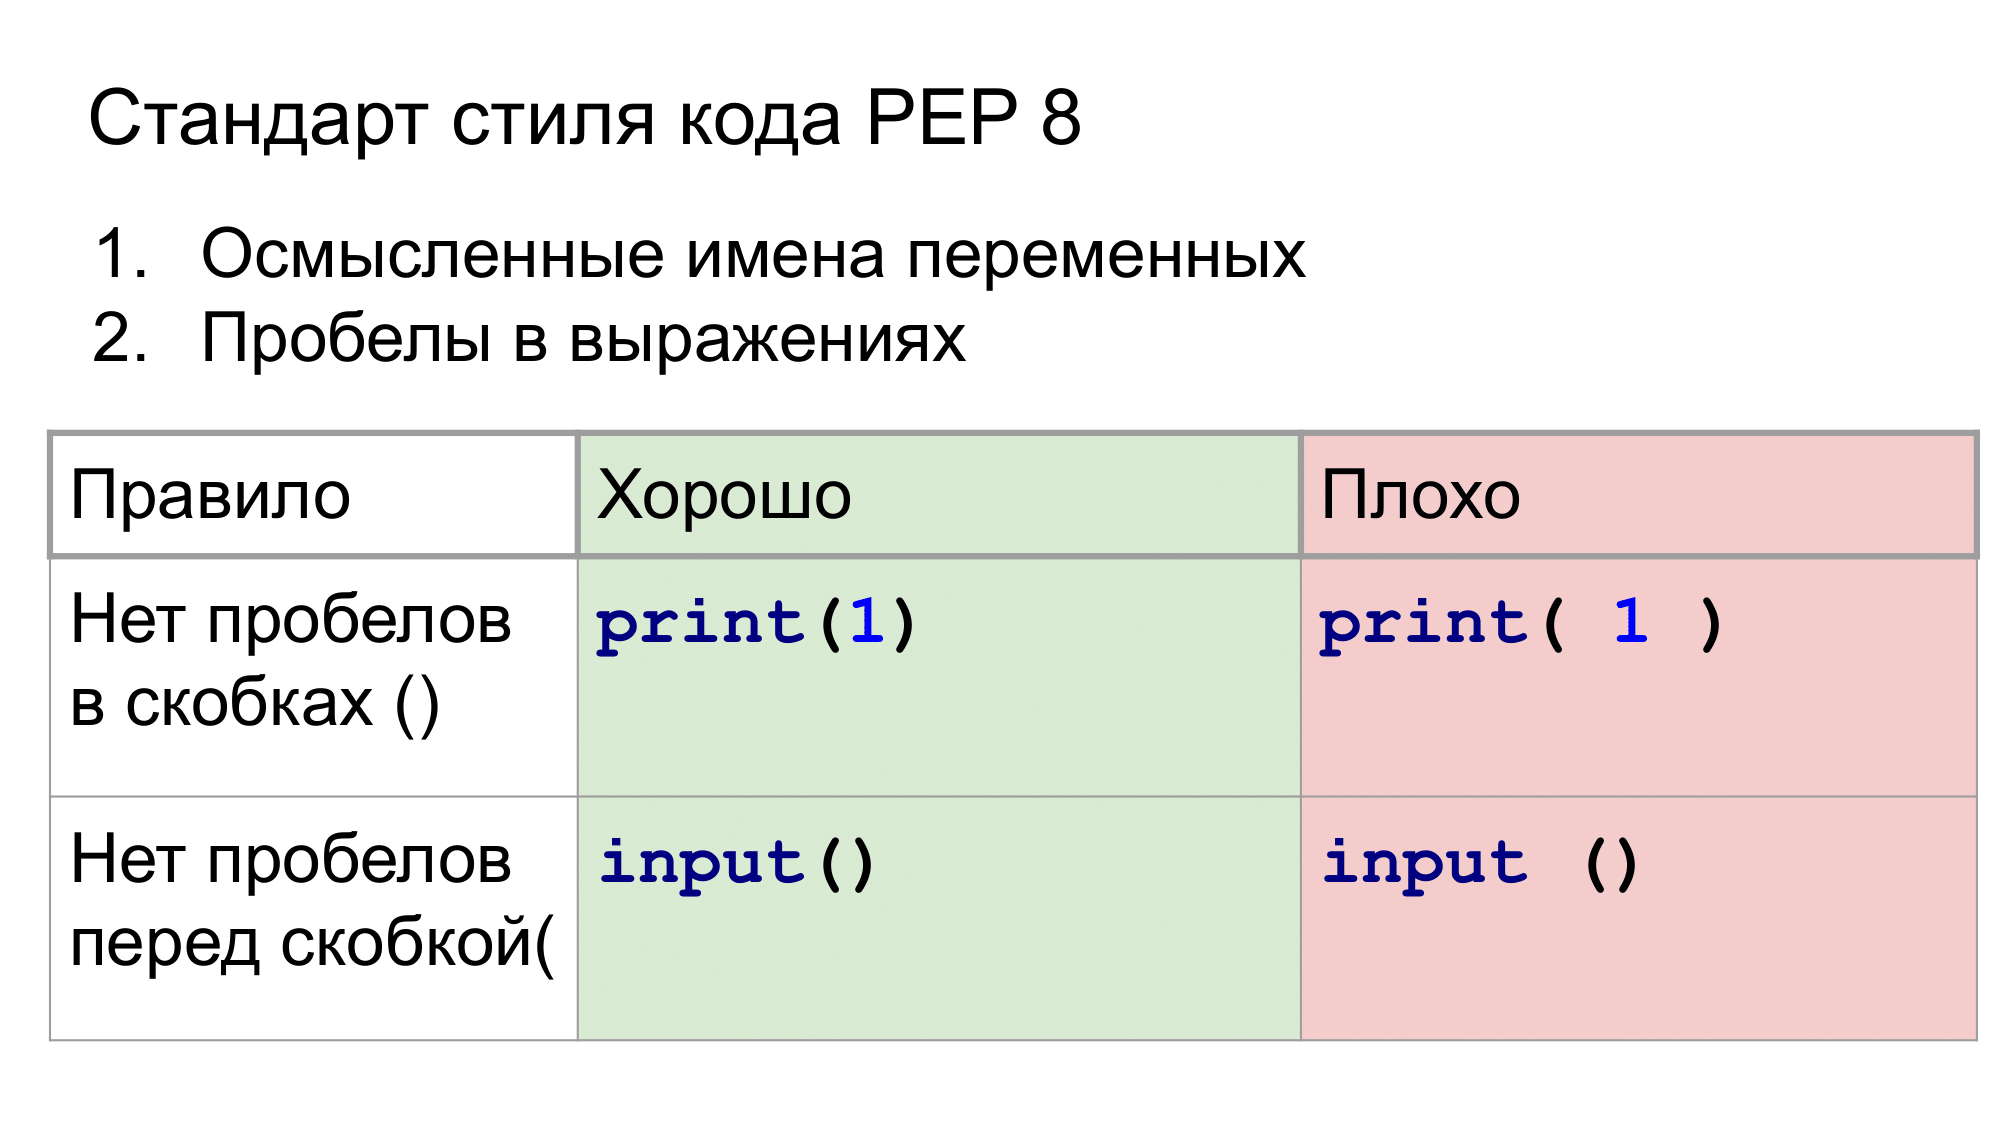 Стандарт стиля кода PEP 8
1. Осмысленные имена переменных
2. Пробелы в выражениях
Правило Хорошо Плохо
Нет пробелов print(1) print( 1 )
в скобках ()
Нет пробелов input() input ()
перед скобкой(